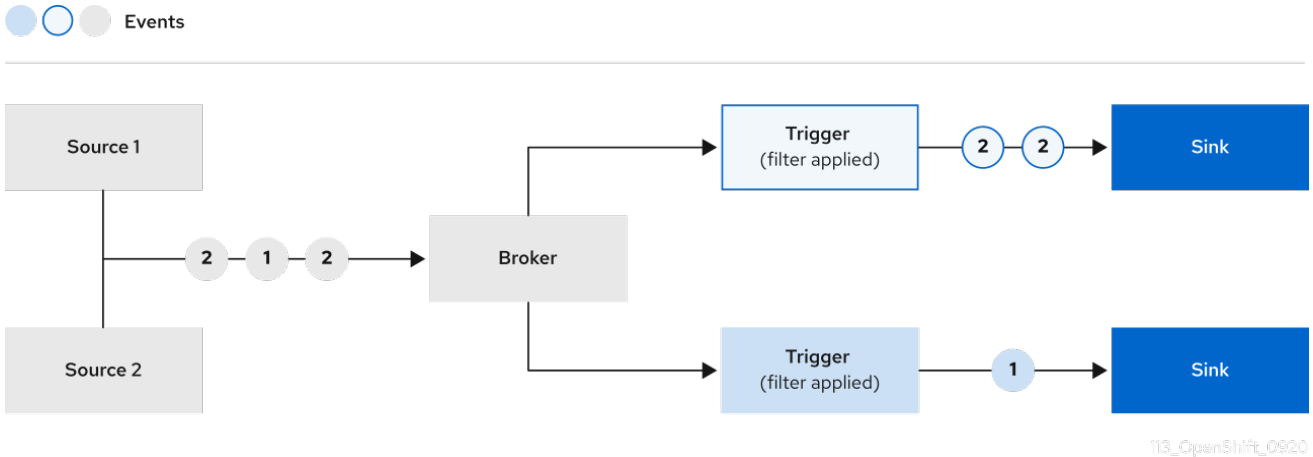 Events
Source 1
Trigger
(filter applied)
2 2
Sink
2 1 2
Broker
Source 2
Trigger
(filter applied)
1
Sink
113_OpenShift_0920